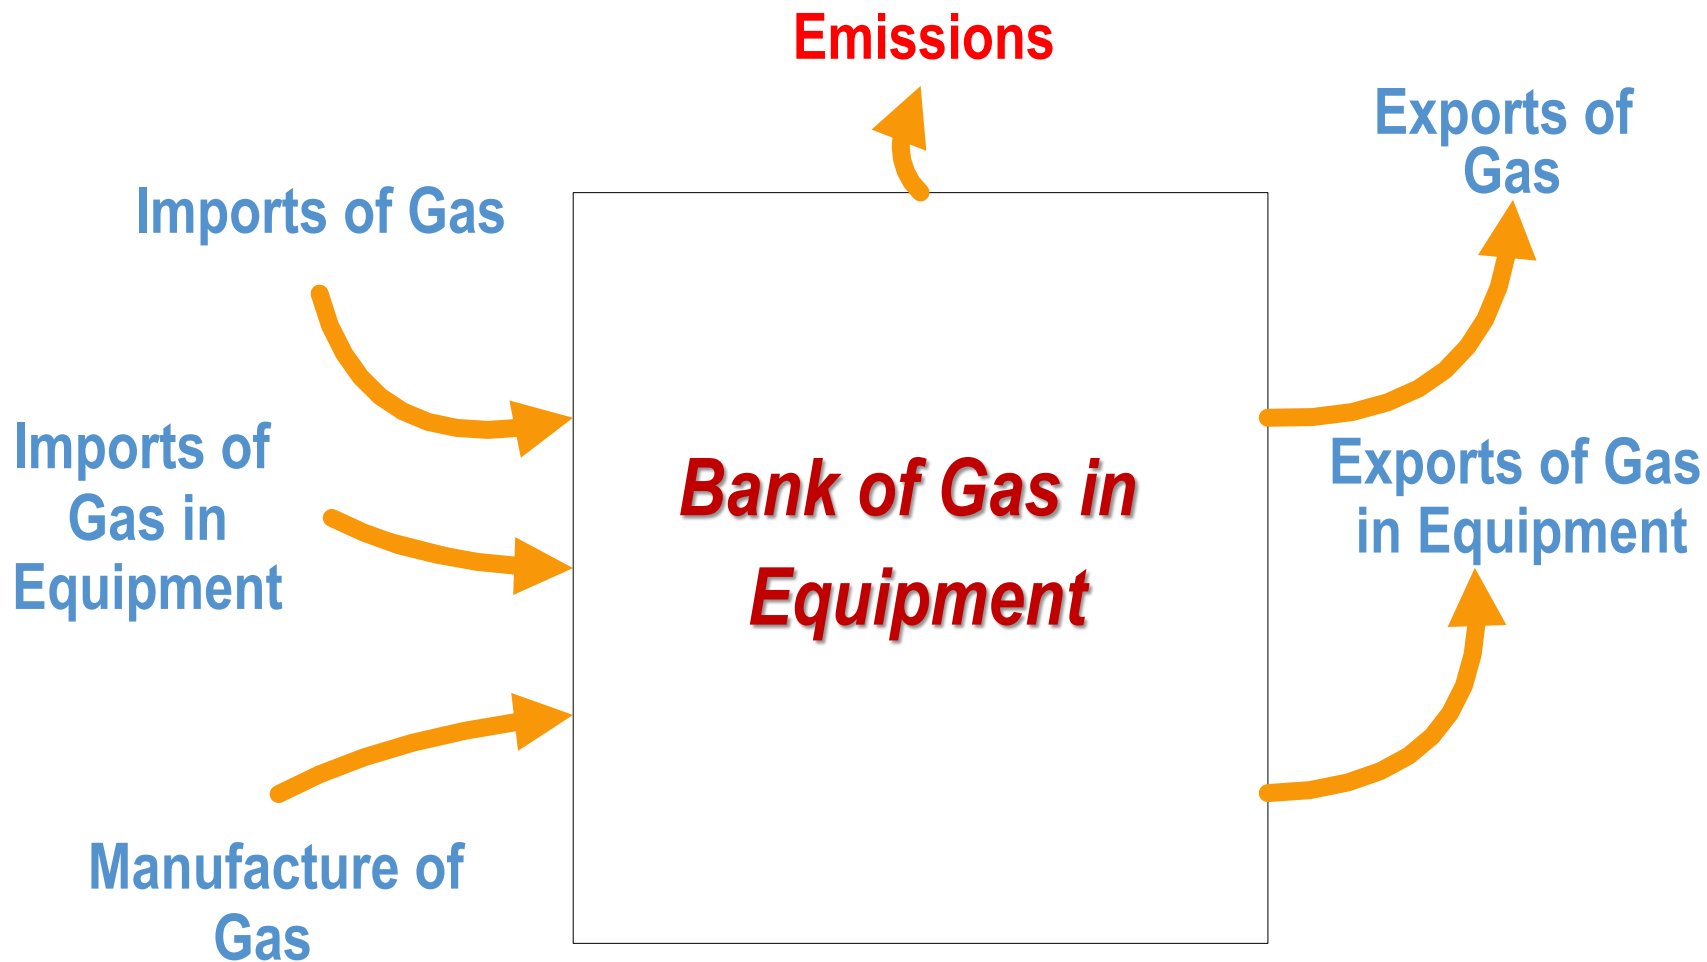 Emissions
Exports of
Gas
Imports of Gas
Imports of
Gas in
Equipment
Bank of Gas in
Equipment
Exports of Gas
in Equipment
Manufacture of
Gas